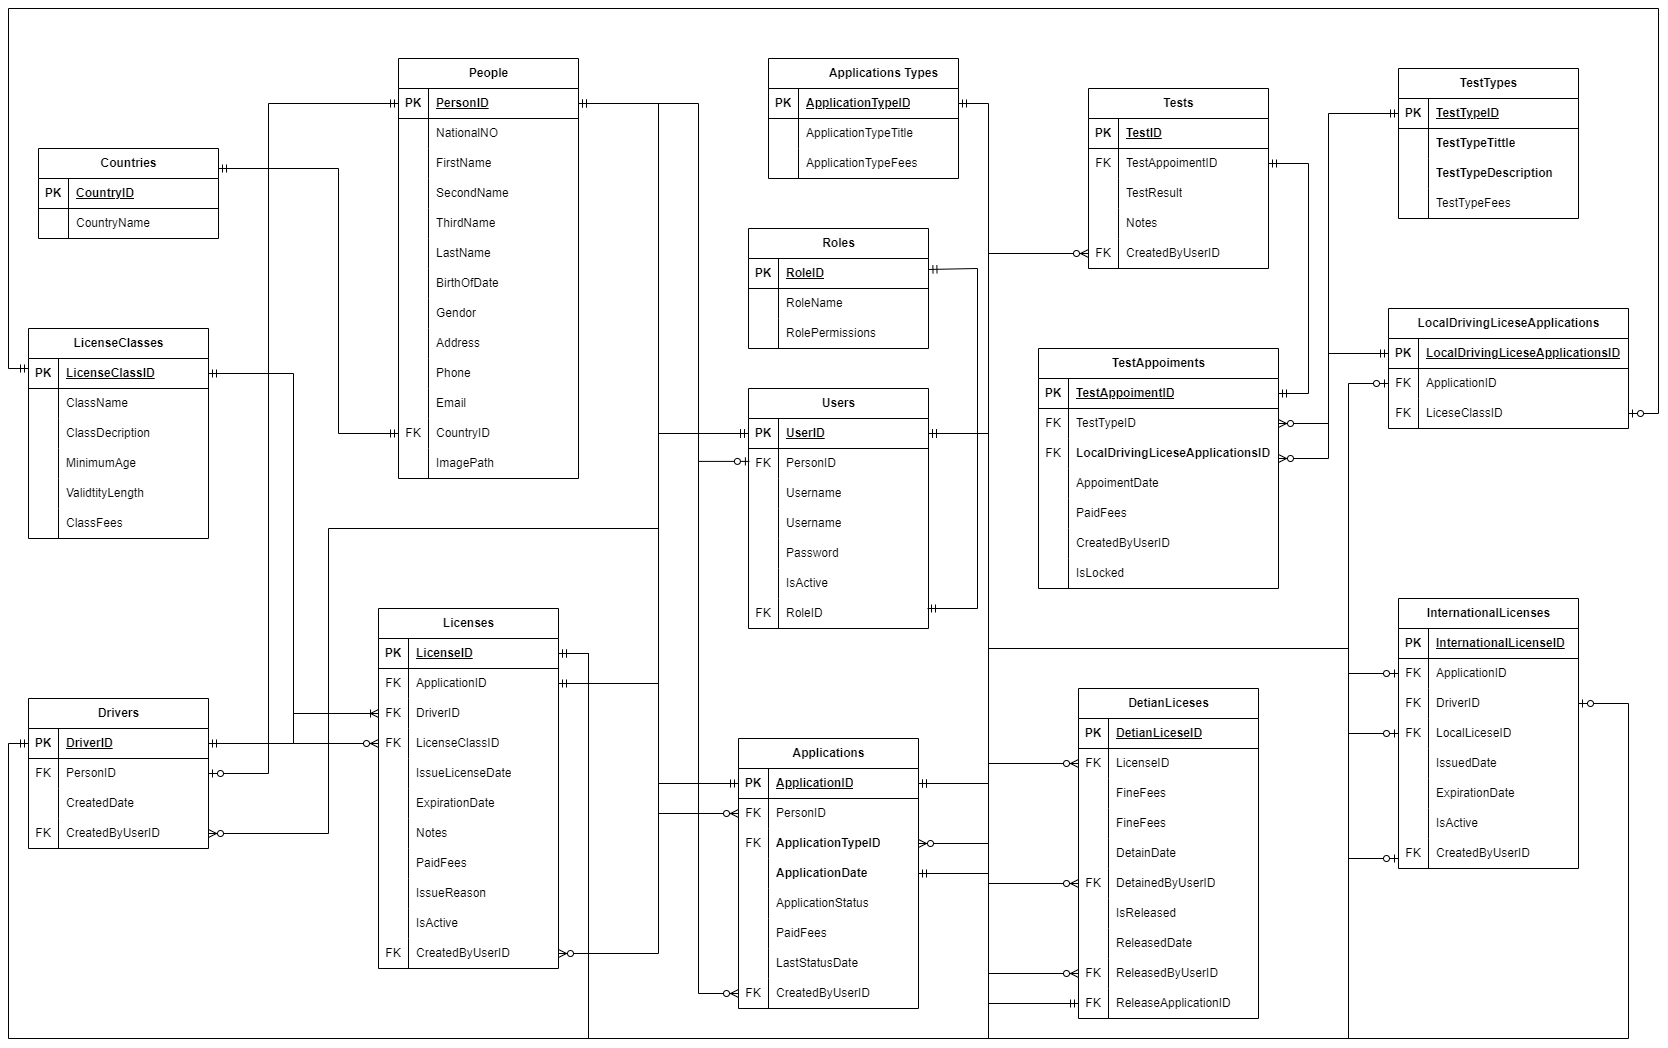 People
PK PersonID
NationalNO
FirstName
SecondName
ThirdName
LastName
BirthOfDate
Gendor
Address
Phone
Email
FK CountryID
ImagePath
Applications Types
PK ApplicationTypeID
ApplicationTypeTitle
ApplicationTypeFees
Tests
PK TestID
FK TestAppoimentID
TestResult
Notes
FK CreatedByUserID
TestTypes
PK TestTypeID
TestTypeTittle
TestTypeDescription
TestTypeFees
Countries
PK CountryID
CountryName
Roles
PK RoleID
RoleName
RolePermissions
LicenseClasses
PK LicenseClassID
ClassName
ClassDecription
MinimumAge
ValidtityLength
ClassFees
Users
PK UserID
FK PersonID
Username
Username
Password
IsActive
FK RoleID
TestAppoiments
PK TestAppoimentID
FK TestTypeID
FK LocalDrivingLiceseApplicationsID
AppoimentDate
PaidFees
CreatedByUserID
IsLocked
LocalDrivingLiceseApplications
PK LocalDrivingLiceseApplicationsID
FK ApplicationID
FK LiceseClassID
Licenses
PK LicenseID
FK ApplicationID
FK DriverID
FK LicenseClassID
IssueLicenseDate
ExpirationDate
Notes
PaidFees
IssueReason
IsActive
FK CreatedByUserID
Drivers
PK DriverID
FK PersonID
CreatedDate
FK CreatedByUserID
Applications
PK ApplicationID
FK PersonID
FK ApplicationTypeID
ApplicationDate
ApplicationStatus
PaidFees
LastStatusDate
FK CreatedByUserID
DetianLiceses
PK DetianLiceseID
FK LicenseID
FineFees
FineFees
DetainDate
FK DetainedByUserID
IsReleased
ReleasedDate
FK ReleasedByUserID
FK ReleaseApplicationID
InternationalLicenses
PK InternationalLicenseID
FK ApplicationID
FK DriverID
FK LocalLiceseID
IssuedDate
ExpirationDate
IsActive
FK CreatedByUserID